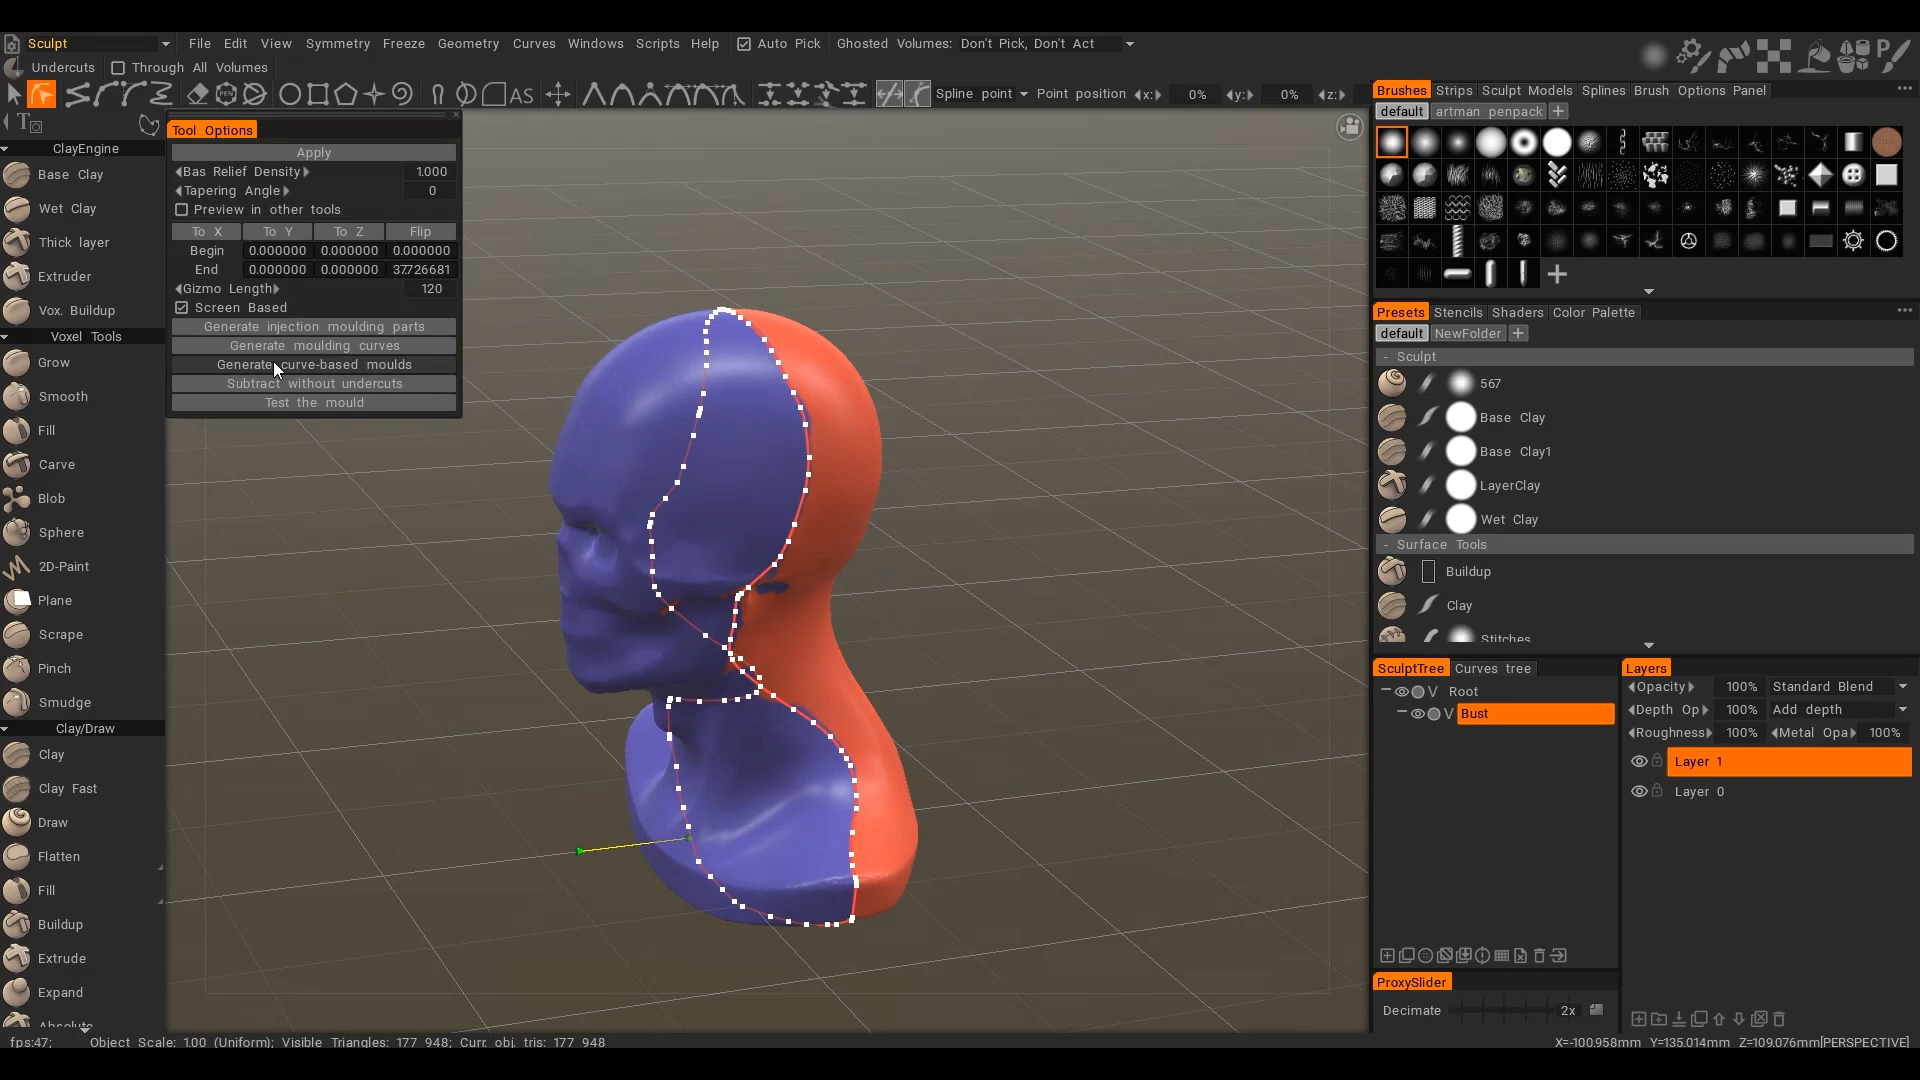 Sculpt File Edit View Symmetry Freeze Geometry Curves Windows Scripts Help Auto Pick Ghosted Volumes: Don't Pick, Don't Act
Undercuts Through All Volumes
PEN AS Spline point Point position x: 0% y: 0% z:
Tool Options
Apply
Bas Relief Density 1.000
Tapering Angle 0
Preview in other tools
To X To Y To Z Flip
Begin 0.000000 0.000000 0.000000
End 0.000000 0.000000 37.726681
Gizmo Length 120
Screen Based
Generate injection moulding parts
Generate moulding curves
Generate curve-based moulds
Subtract without undercuts
Test the mould
ClayEngine
Base Clay
Wet Clay
Thick layer
Extruder
Vox. Buildup
Voxel Tools
Grow
Smooth
Fill
Carve
Blob
Sphere
2D-Paint
Plane
Scrape
Pinch
Smudge
Clay/Draw
Clay
Clay Fast
Draw
Flatten
Fill
Buildup
Extrude
Expand
Absolute
Brushes Strips Sculpt Models Splines Brush Options Panel
default artman penpack +
Presets Stencils Shaders Color Palette
default NewFolder +
- Sculpt
567
Base Clay
Base Clay1
LayerClay
Wet Clay
- Surface Tools
Buildup
Clay
Stitches
SculptTree Curves tree
V Root
V Bust
Layers
Opacity 100% Standard Blend
Depth Op 100% Add depth
Roughness 100% Metal Opa 100%
Layer 1
Layer 0
ProxySlider
Decimate 2x
fps:47; Object Scale: 1.00 (Uniform); Visible Triangles: 177 948; Curr. obj. tris: 177 948
X=-100.958mm Y=135.014mm Z=109.076mm[PERSPECTIVE]